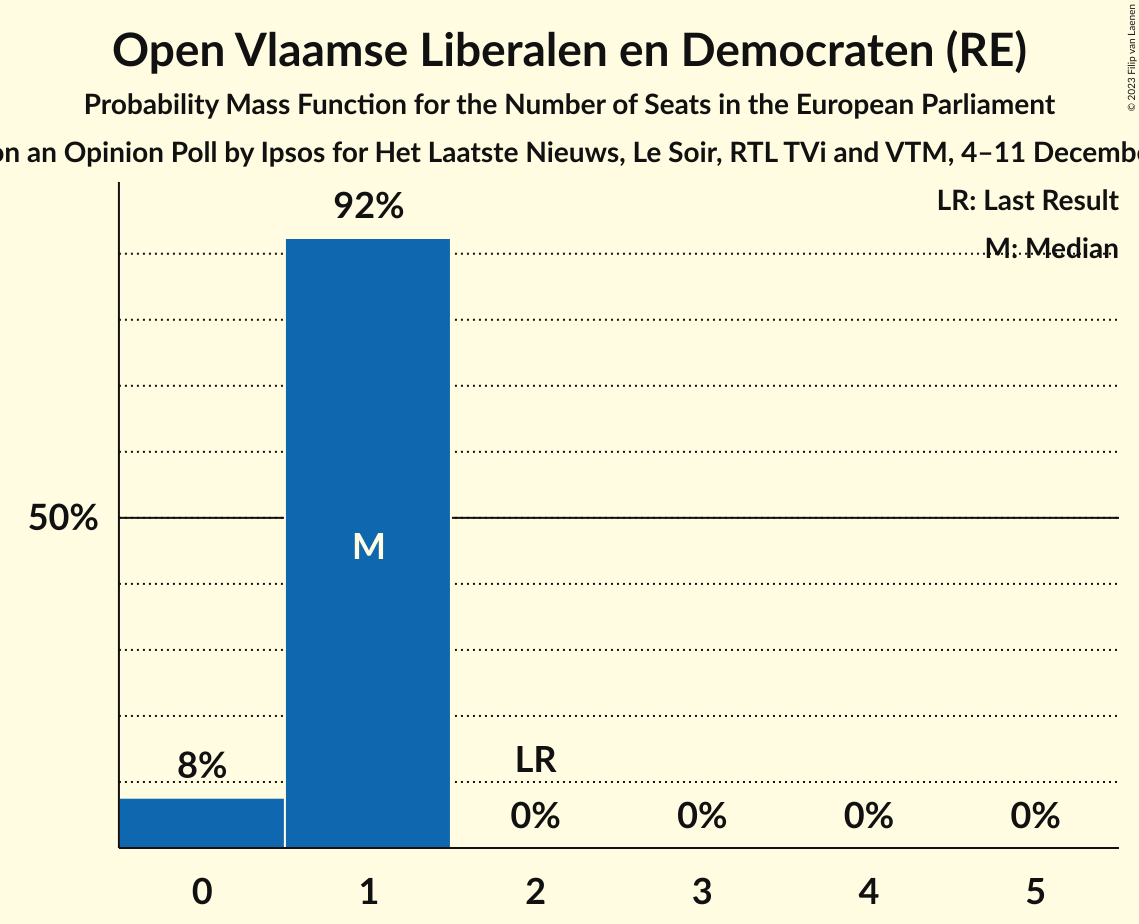 Open Vlaamse Liberalen en Democraten (RE)
Probability Mass Function for the Number of Seats in the European Parliament
an Opinion Poll by Ipsos for Het Laatste Nieuws, Le Soir, RTL TVi and VTM, 4–11
© 2023 Filip van Laenen
LR: Last Result
M: Median
92%
50%
M
8%
LR
0% 0% 0% 0%
0 1 2 3 4 5